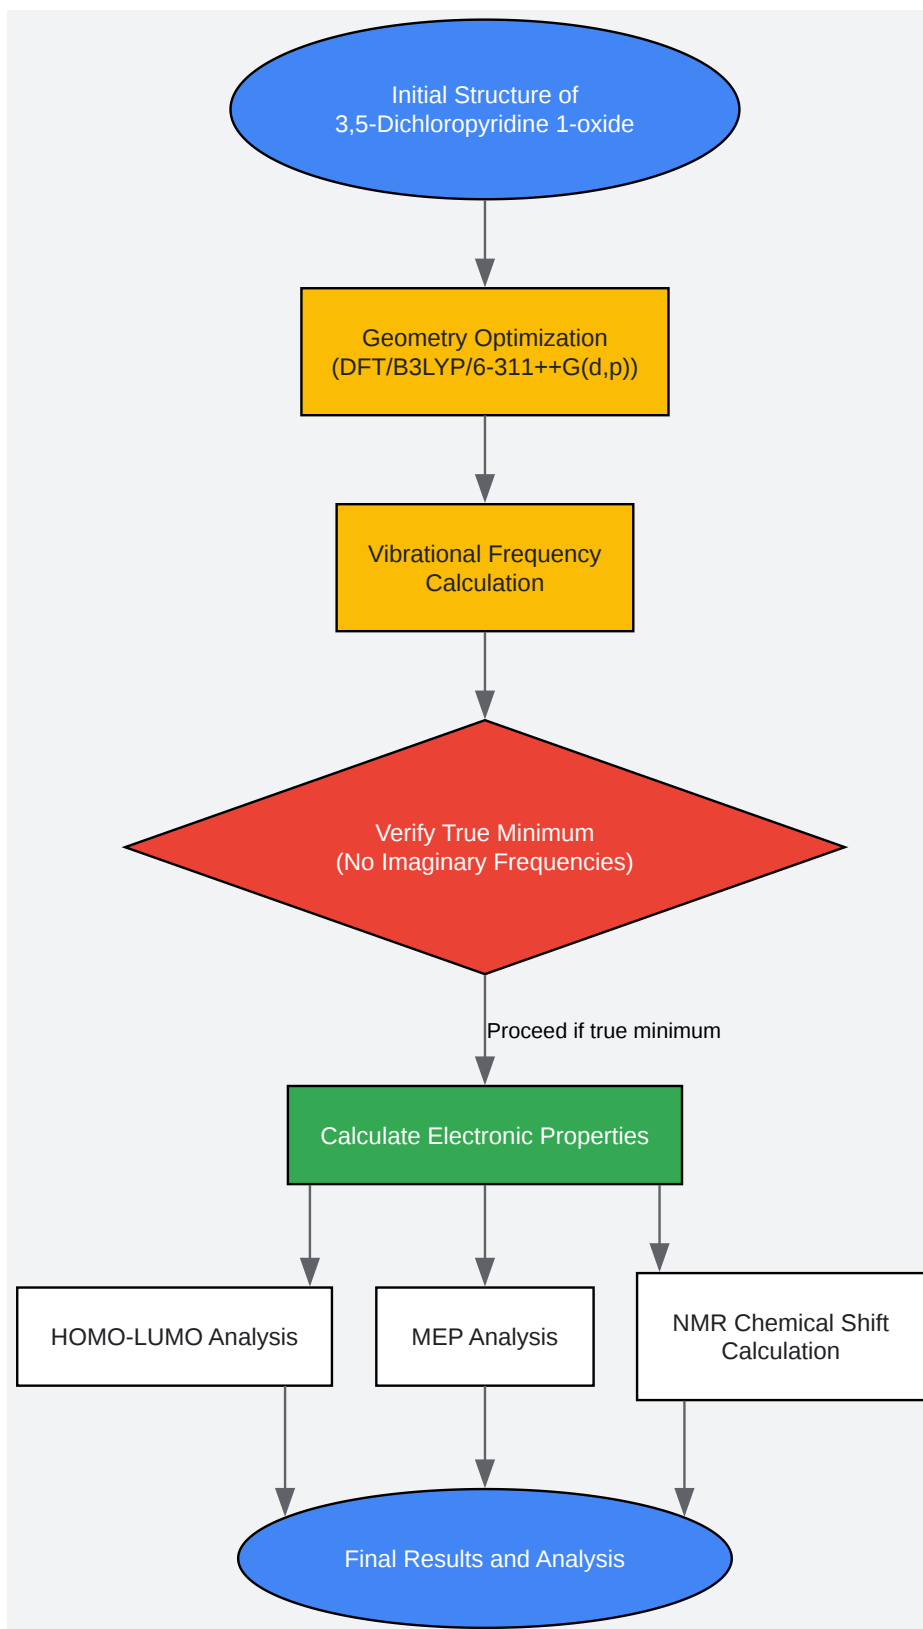 Initial Structure of
3,5-Dichloropyridine 1-oxide
Geometry Optimization
(DFT/B3LYP/6-311++G(d,p))
Vibrational Frequency
Calculation
Verify True Minimum
(No Imaginary Frequencies)
Proceed if true minimum
Calculate Electronic Properties
HOMO-LUMO Analysis
MEP Analysis
NMR Chemical Shift
Calculation
Final Results and Analysis